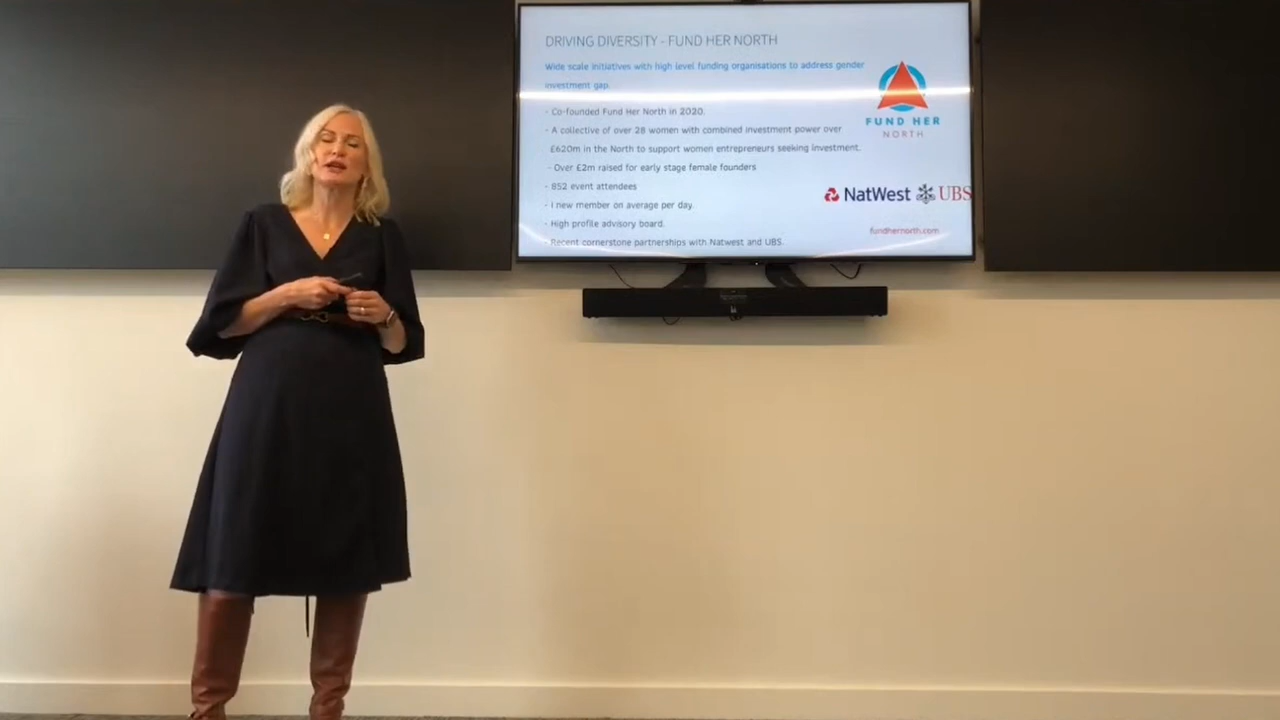 DRIVING DIVERSITY - FUND HER NORTH
Wide scale initiatives with high level funding organisations to address gender
investment gap.
- Co-founded Fund Her North in 2020.
- A collective of over 28 women with combined investment power over
£620m in the North to support women entrepreneurs seeking investment.
- Over £2m raised for early stage female founders
- 852 event attendees
- 1 new member on average per day.
- High profile advisory board.
- Recent cornerstone partnerships with Natwest and UBS.
FUND HER
NORTH
NatWest UBS
fundhernorth.com